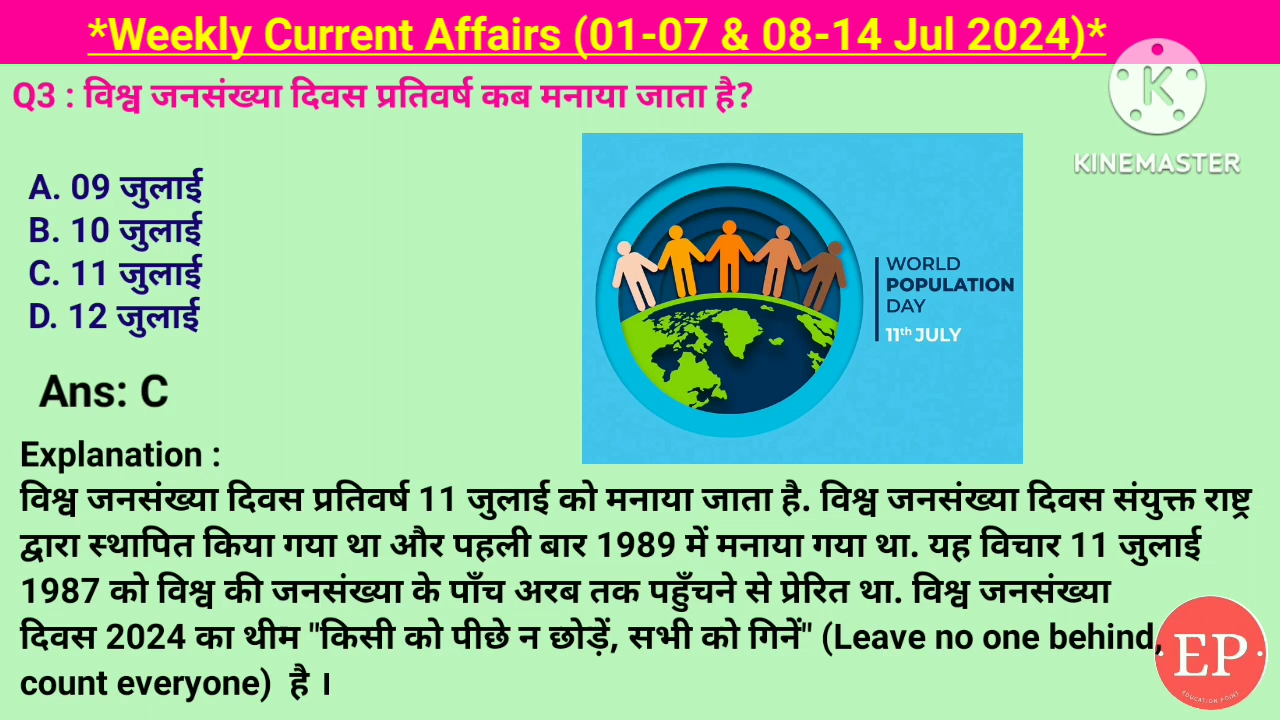 *Weekly Current Affairs (01-07 & 08-14 Jul 2024)*
Q3 : विश्व जनसंख्या दिवस प्रतिवर्ष कब मनाया जाता है?
K
KINEMASTER
A. 09 जुलाई
B. 10 जुलाई
C. 11 जुलाई
D. 12 जुलाई
WORLD
POPULATION
DAY
11th JULY
Ans: C
Explanation :
विश्व जनसंख्या दिवस प्रतिवर्ष 11 जुलाई को मनाया जाता है. विश्व जनसंख्या दिवस संयुक्त राष्ट्र
द्वारा स्थापित किया गया था और पहली बार 1989 में मनाया गया था. यह विचार 11 जुलाई
1987 को विश्व की जनसंख्या के पाँच अरब तक पहुँचने से प्रेरित था. विश्व जनसंख्या
दिवस 2024 का थीम "किसी को पीछे न छोड़ें, सभी को गिनें" (Leave no one behind,
count everyone) है ।
EP
EDUCATION POINT